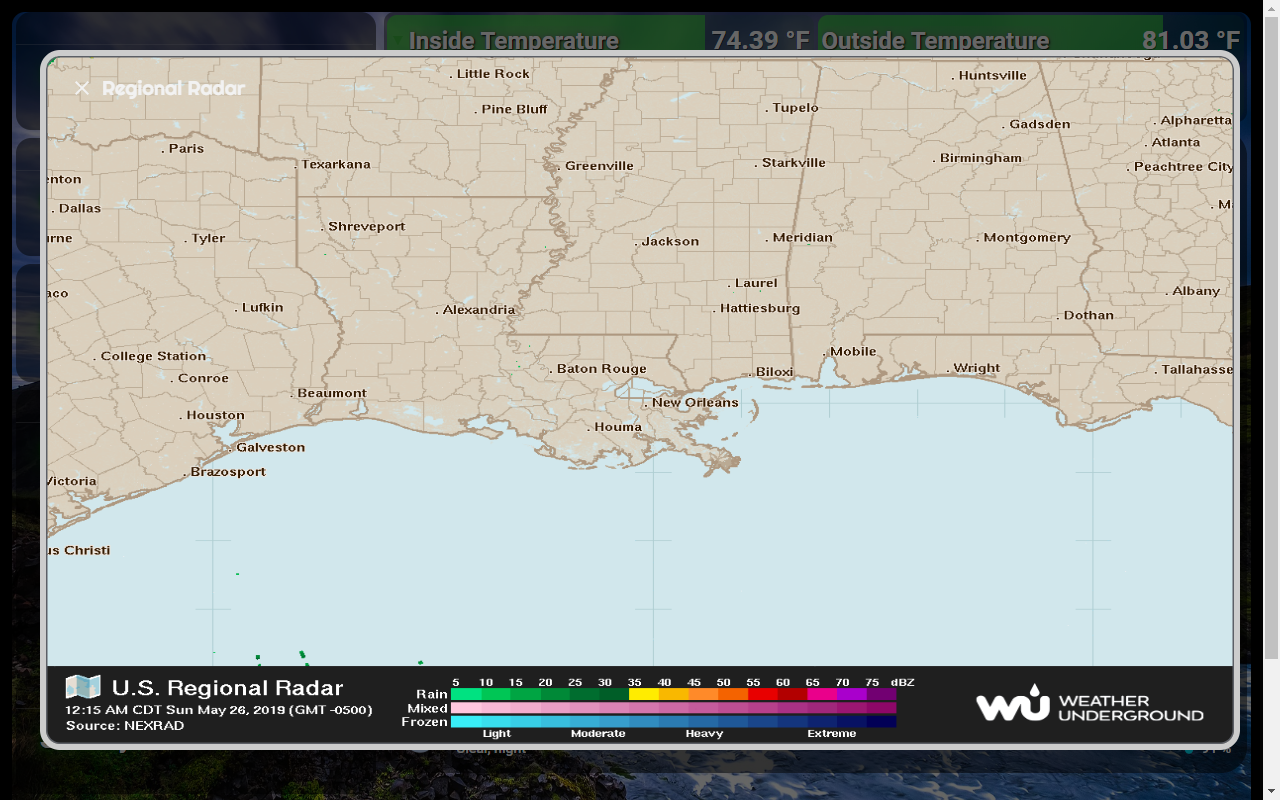 Inside Temperature 74.39 °F Outside Temperature 81.03 °F
× Regional Radar
. Little Rock
. Huntsville
. Pine Bluff
. Tupelo
. Gadsden
. Alpharetta
. Paris
. Atlanta
. Texarkana
. Greenville
. Starkville
. Birmingham
. Peachtree City
enton
. Dallas
. Ma
. Shreveport
rne
. Tyler
. Jackson
. Meridian
. Montgomery
aco
. Laurel
. Albany
. Lufkin
. Alexandria
. Hattiesburg
. Dothan
. College Station
. Mobile
. Conroe
. Baton Rouge
. Biloxi
. Wright
. Tallahasse
. Beaumont
. New Orleans
. Houston
. Houma
. Galveston
. Brazosport
Victoria
us Christi
U.S. Regional Radar
12:15 AM CDT Sun May 26, 2019 (GMT -0500)
Source: NEXRAD
5 10 15 20 25 30 35 40 45 50 55 60 65 70 75 dBZ
Rain
Mixed
Frozen
Light Moderate Heavy Extreme
WU WEATHER
UNDERGROUND